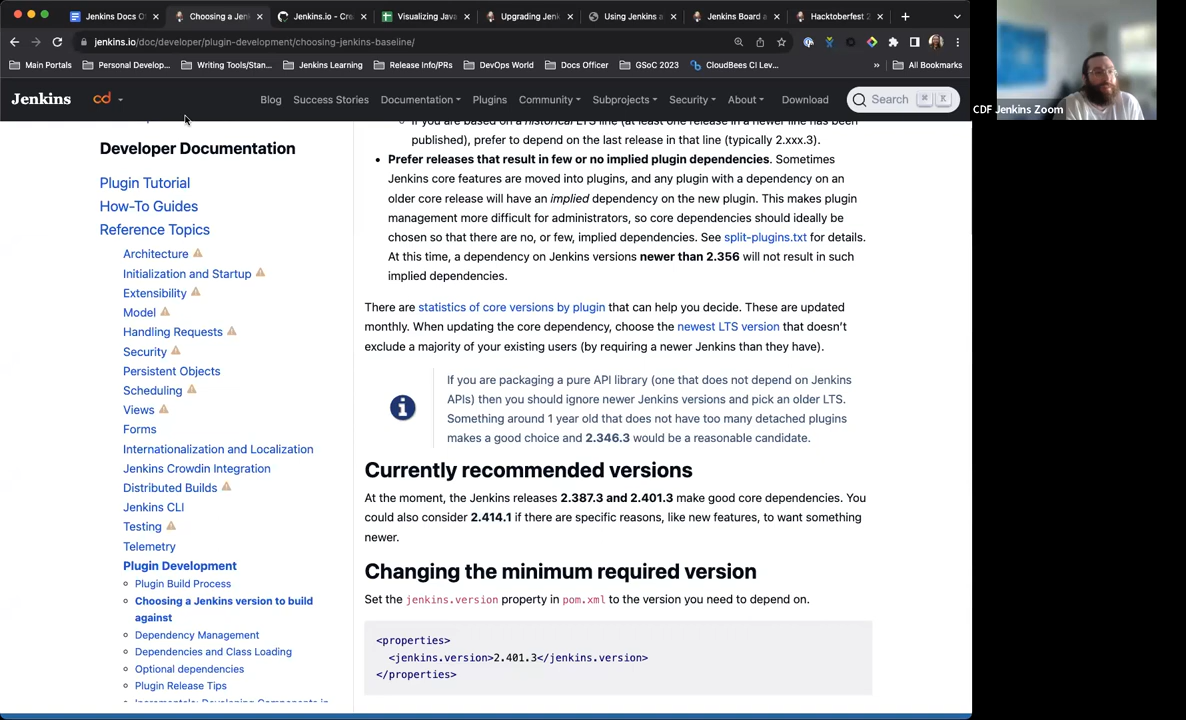 Jenkins Docs O
Choosing a Jen
Jenkins.io - Cre
Visualizing Java
Upgrading Jenk
Using Jenkins a
Jenkins Board a
Hacktoberfest 2
jenkins.io/doc/developer/plugin-development/choosing-jenkins-baseline/
Main Portals
Personal Develop...
Writing Tools/Stan...
Jenkins Learning
Release Info/PRs
DevOps World
Docs Officer
GSoC 2023
CloudBees CI Lev...
»
All Bookmarks
Jenkins
cd
Blog
Success Stories
Documentation
Plugins
Community
Subprojects
Security
About
Download
Search
⌘
K
CDF Jenkins Zoom
Developer Documentation
Plugin Tutorial
How-To Guides
Reference Topics
Architecture
Initialization and Startup
Extensibility
Model
Handling Requests
Security
Persistent Objects
Scheduling
Views
Forms
Internationalization and Localization
Jenkins Crowdin Integration
Distributed Builds
Jenkins CLI
Testing
Telemetry
Plugin Development
Plugin Build Process
Choosing a Jenkins version to build
against
Dependency Management
Dependencies and Class Loading
Optional dependencies
Plugin Release Tips
Incrementals: Developing Components in
If you are based on a historical LTS line (at least one release in a newer line has been
published), prefer to depend on the last release in that line (typically 2.xxx.3).
Prefer releases that result in few or no implied plugin dependencies. Sometimes
Jenkins core features are moved into plugins, and any plugin with a dependency on an
older core release will have an implied dependency on the new plugin. This makes plugin
management more difficult for administrators, so core dependencies should ideally be
chosen so that there are no, or few, implied dependencies. See split-plugins.txt for details.
At this time, a dependency on Jenkins versions newer than 2.356 will not result in such
implied dependencies.
There are statistics of core versions by plugin that can help you decide. These are updated
monthly. When updating the core dependency, choose the newest LTS version that doesn't
exclude a majority of your existing users (by requiring a newer Jenkins than they have).
If you are packaging a pure API library (one that does not depend on Jenkins
APIs) then you should ignore newer Jenkins versions and pick an older LTS.
Something around 1 year old that does not have too many detached plugins
makes a good choice and 2.346.3 would be a reasonable candidate.
Currently recommended versions
At the moment, the Jenkins releases 2.387.3 and 2.401.3 make good core dependencies. You
could also consider 2.414.1 if there are specific reasons, like new features, to want something
newer.
Changing the minimum required version
Set the jenkins.version property in pom.xml to the version you need to depend on.
<properties>
<jenkins.version>2.401.3</jenkins.version>
</properties>